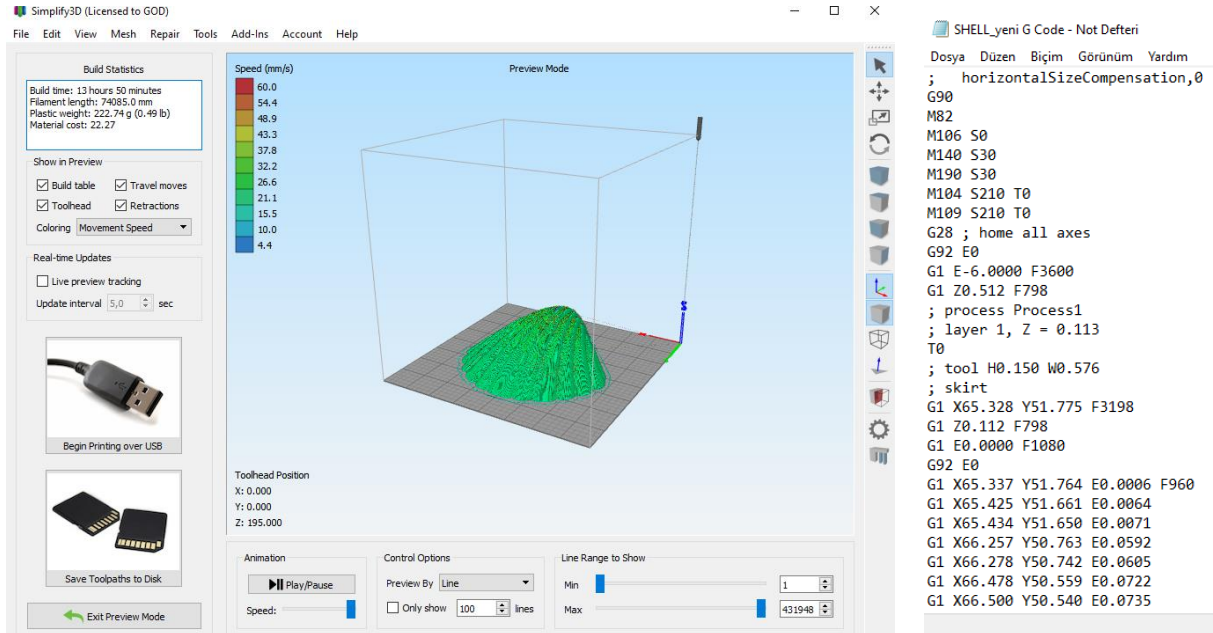 Simplify3D (Licensed to GOD)
File Edit View Mesh Repair Tools Add-Ins Account Help
Build Statistics
Build time: 13 hours 50 minutes
Filament length: 74085.0 mm
Plastic weight: 222.74 g (0.49 lb)
Material cost: 22.27
Show in Preview
Build table Travel moves
Toolhead Retractions
Coloring Movement Speed
Real-time Updates
Live preview tracking
Update interval 5,0 sec
Begin Printing over USB
Save Toolpaths to Disk
Exit Preview Mode
Speed (mm/s)
Preview Mode
60.0
54.4
48.9
43.3
37.8
32.2
26.6
21.1
15.5
10.0
4.4
Toolhead Position
X: 0.000
Y: 0.000
Z: 195.000
Animation
Play/Pause
Speed:
Control Options
Preview By Line
Only show 100 lines
Line Range to Show
Min 1
Max 431948
SHELL_yeni G Code - Not Defteri
Dosya Düzen Biçim Görünüm Yardım
; horizontalSizeCompensation,0
G90
M82
M106 S0
M140 S30
M190 S30
M104 S210 T0
M109 S210 T0
G28 ; home all axes
G92 E0
G1 E-6.0000 F3600
G1 Z0.512 F798
; process Process1
; layer 1, Z = 0.113
T0
; tool H0.150 W0.576
; skirt
G1 X65.328 Y51.775 F3198
G1 Z0.112 F798
G1 E0.0000 F1080
G92 E0
G1 X65.337 Y51.764 E0.0006 F960
G1 X65.425 Y51.661 E0.0064
G1 X65.434 Y51.650 E0.0071
G1 X66.257 Y50.763 E0.0592
G1 X66.278 Y50.742 E0.0605
G1 X66.478 Y50.559 E0.0722
G1 X66.500 Y50.540 E0.0735